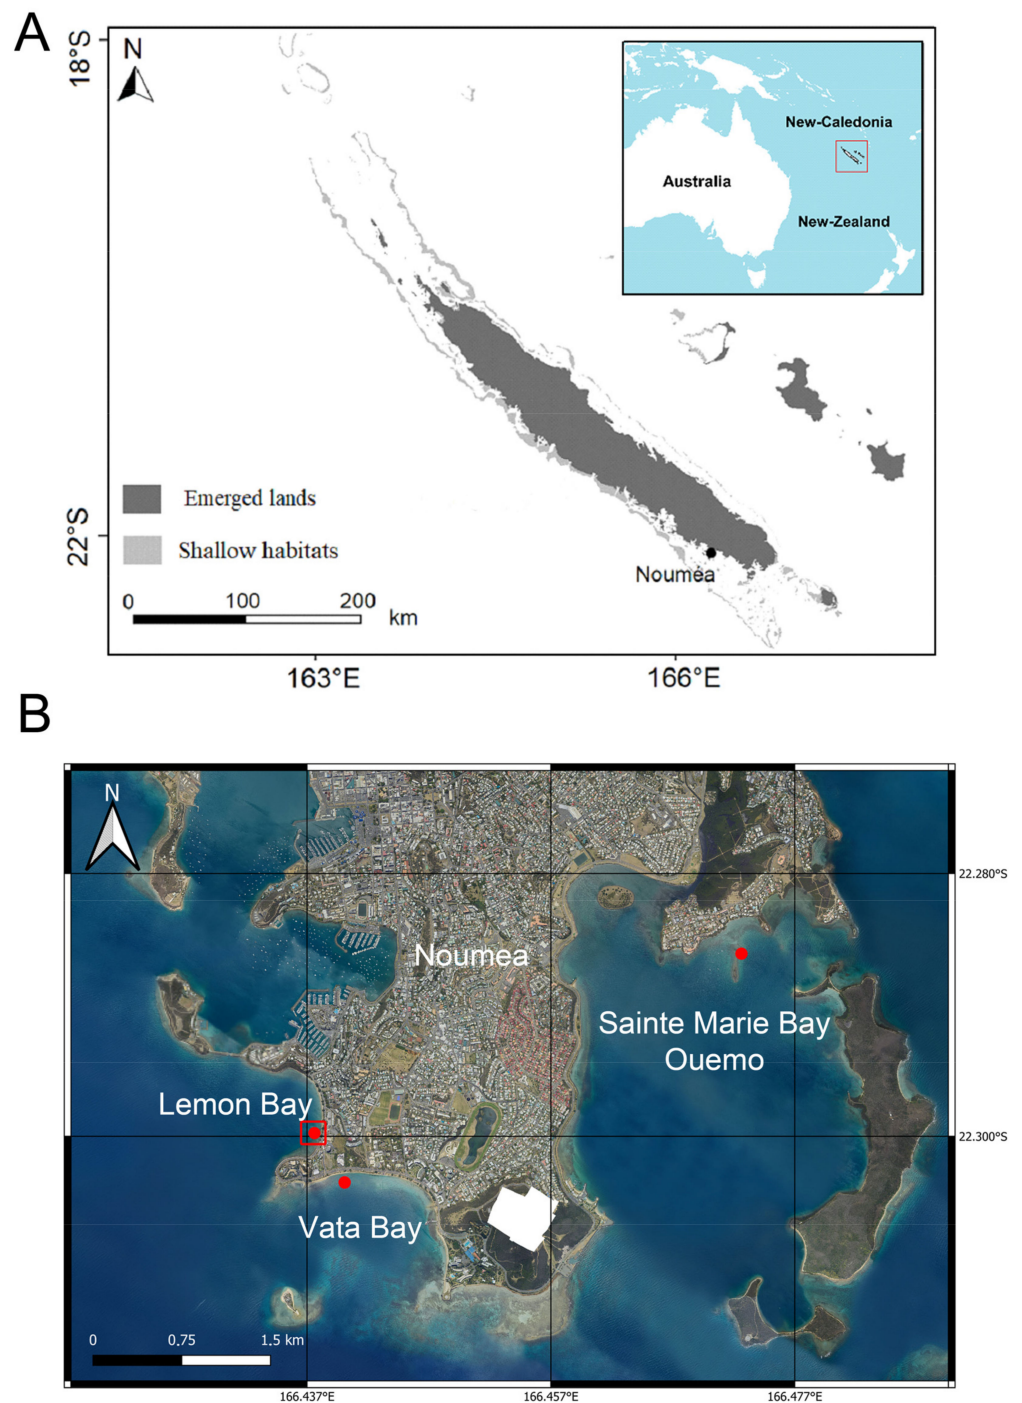 A
18°S
N
New-Caledonia
Australia
New-Zealand
Emerged lands
22°S
Shallow habitats
Noumea
0 100 200
km
163°E 166°E
B
N
22.280°S
Noumea
Sainte Marie Bay
Ouemo
Lemon Bay
22.300°S
Vata Bay
0 0.75 1.5 km
166.437°E 166.457°E 166.477°E